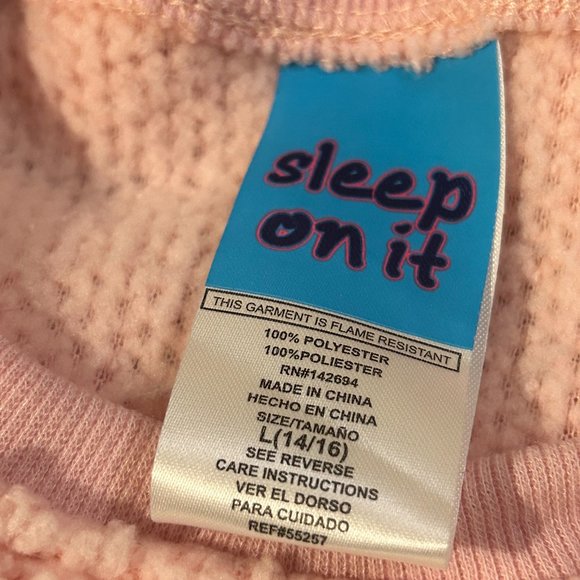 sleep
on it
THIS GARMENT IS FLAME RESISTANT
100% POLYESTER
100%POLIESTER
RN#142694
MADE IN CHINA
HECHO EN CHINA
SIZE/TAMAÑO
L(14/16)
SEE REVERSE
CARE INSTRUCTIONS
VER EL DORSO
PARA CUIDADO
REF#55257